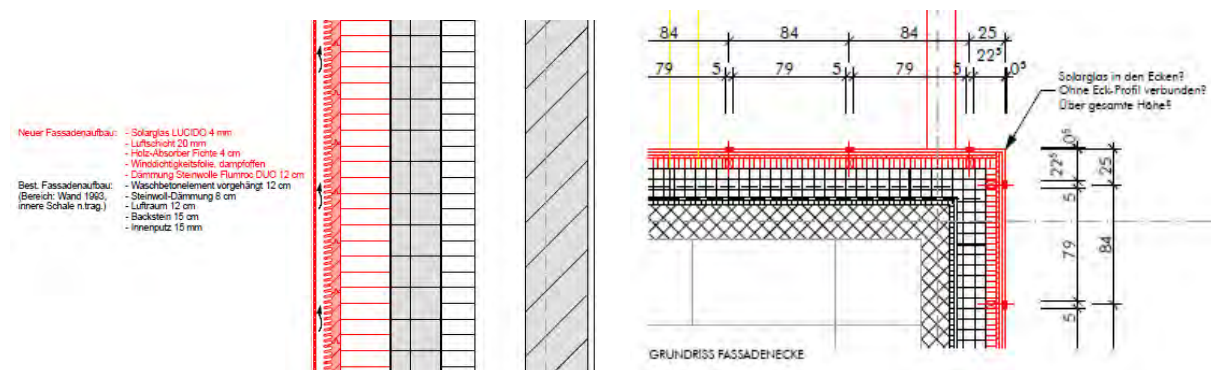 Neuer Fassadenaufbau: - Solarglas LUCIDO 4 mm
- Luftschicht 20 mm
- Holz-Absorber Fichte 4 cm
- Winddichtigkeitsfolie, dampfoffen
- Dämmung Steinwolle Flumroc DUO 12 cm
Best. Fassadenaufbau: - Waschbetonelement vorgehängt 12 cm
(Bereich: Wand 1993, - Steinwoll-Dämmung 8 cm
innere Schale n.trag.) - Luftraum 12 cm
- Backstein 15 cm
- Innenputz 15 mm
84 84 84 25
22⁵
79 5 79 5 79 5 0⁵
Solarglas in den Ecken?
Ohne Eck-Profil verbunden?
Über gesamte Höhe?
0⁵
22⁵ 25
5
79 84
5
GRUNDRISS FASSADENECKE